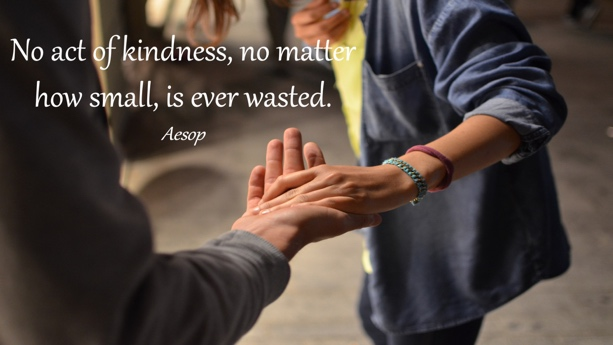 No act of kindness, no matter
how small, is ever wasted.
Aesop